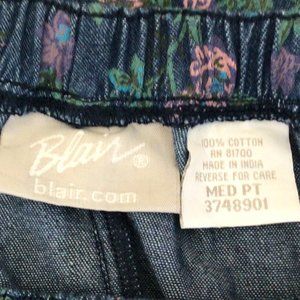 Blair®
blair.com
100% COTTON
RN 81700
MADE IN INDIA
REVERSE FOR CARE
MED PT
3748901